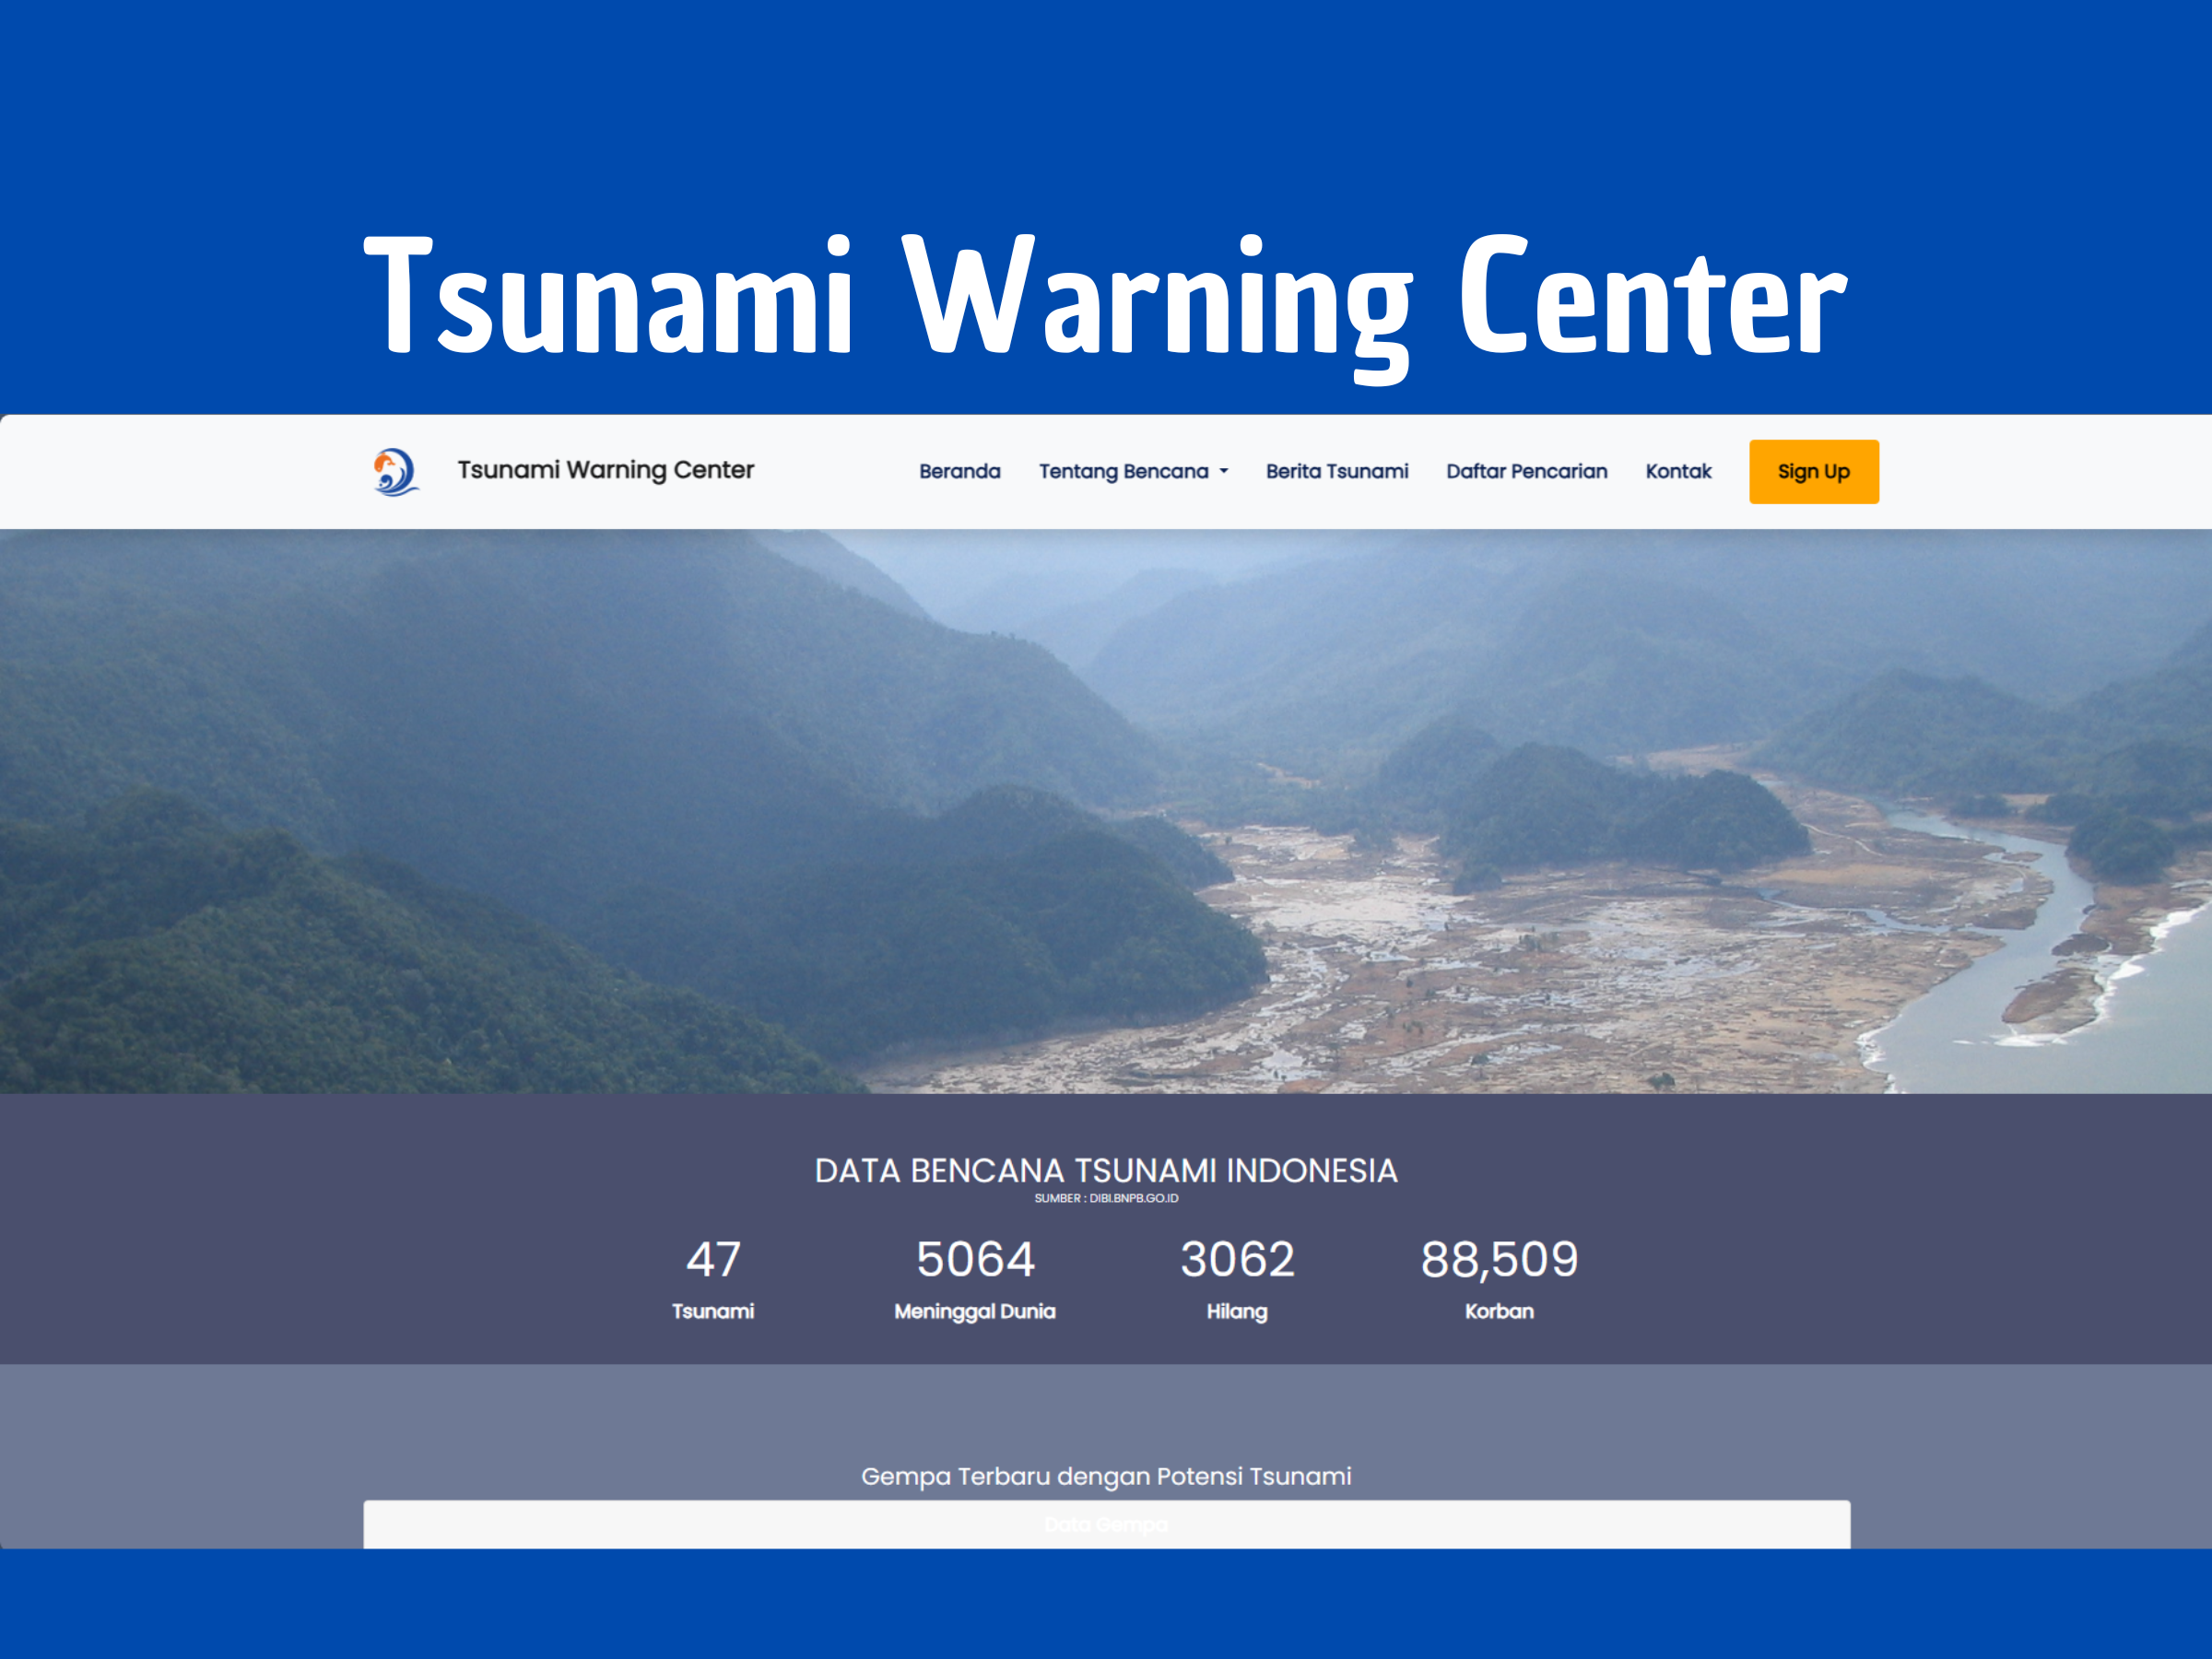 Tsunami Warning Center
Tsunami Warning Center
Beranda Tentang Bencana Berita Tsunami Daftar Pencarian Kontak Sign Up
DATA BENCANA TSUNAMI INDONESIA
SUMBER : DIBI.BNPB.GO.ID
47 5064 3062 88,509
Tsunami Meninggal Dunia Hilang Korban
Gempa Terbaru dengan Potensi Tsunami
Data Gempa